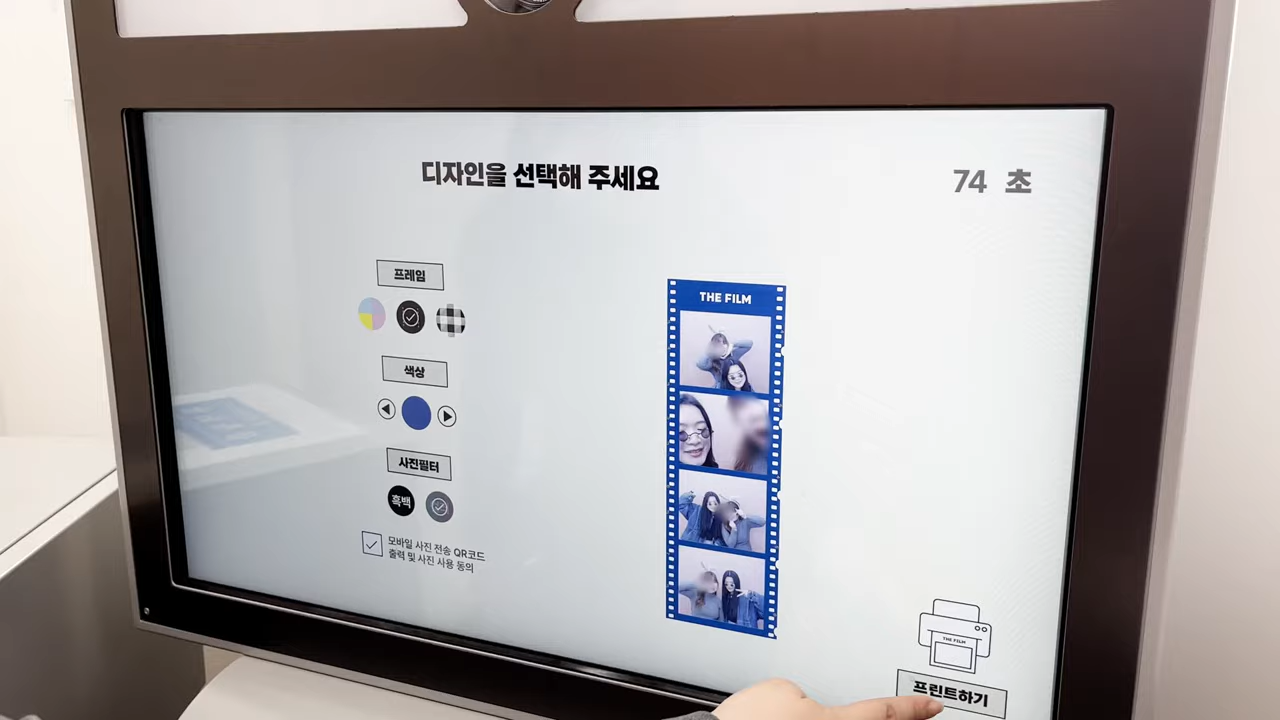 디자인을 선택해 주세요
74 초
프레임
THE FILM
색상
사진필터
흑백
모바일 사진 전송 QR코드
출력 및 사진 사용 동의
THE FILM
프린트하기